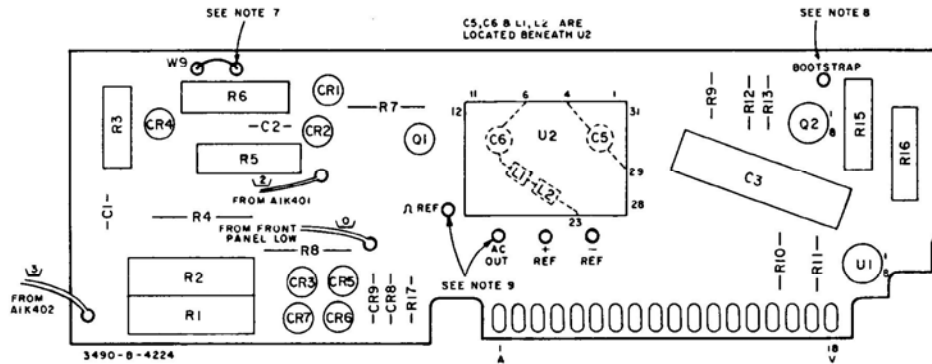 SEE NOTE 7
C5,C6 & L1, L2 ARE
LOCATED BENEATH U2
SEE NOTE 8
W9
BOOTSTRAP
R6
CR1
R7
11
6
4
1
R9
R12
R13
R3
CR4
C2
CR2
Q1
12
31
U2
C6
C5
Q2
1
8
R15
R16
R5
2
FROM A1K401
L1
L2
29
28
23
C3
C1
R4
0
FROM FRONT
PANEL LOW
R8
⎍ REF
AC
OUT
+
REF
−
REF
R10
R11
U1
1
8
3
FROM
A1K402
R2
R1
CR3
CR5
CR7
CR6
CR9
CR8
R17
SEE NOTE 9
3490-B-4224
1
A
18
V